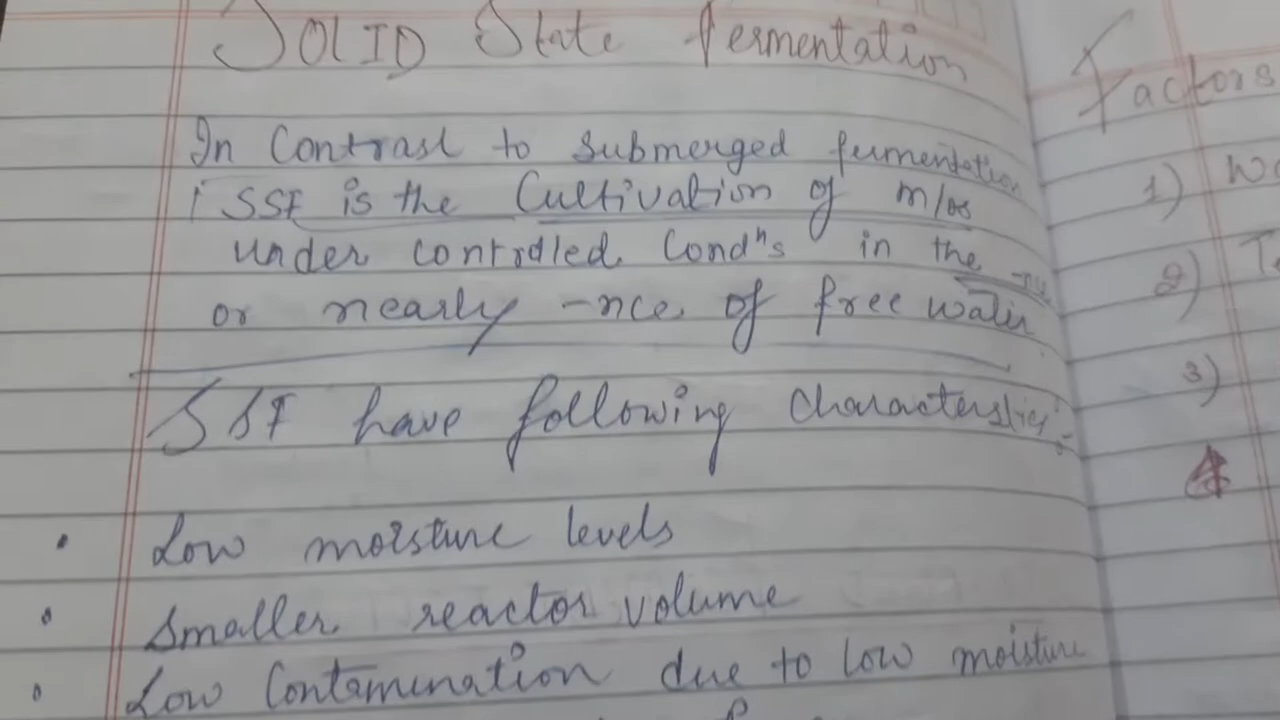 SOLID State fermentation
In Contrast to submerged fermentation
SSF is the Cultivation of m/os
under controlled Condⁿs in the -nce
or nearly -nce of free water
SSF have following Characterstics:-
• Low moisture levels
• Smaller reactor volume
• Low Contamination due to low moisture
Factors
1)
2)
3)
4